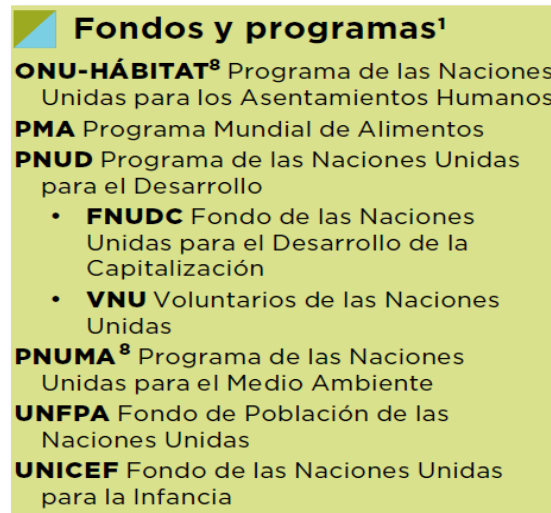 Fondos y programas¹
ONU-HÁBITAT⁸ Programa de las Naciones
Unidas para los Asentamientos Humanos
PMA Programa Mundial de Alimentos
PNUD Programa de las Naciones Unidas
para el Desarrollo
• FNUDC Fondo de las Naciones
Unidas para el Desarrollo de la
Capitalización
• VNU Voluntarios de las Naciones
Unidas
PNUMA⁸ Programa de las Naciones
Unidas para el Medio Ambiente
UNFPA Fondo de Población de las
Naciones Unidas
UNICEF Fondo de las Naciones Unidas
para la Infancia